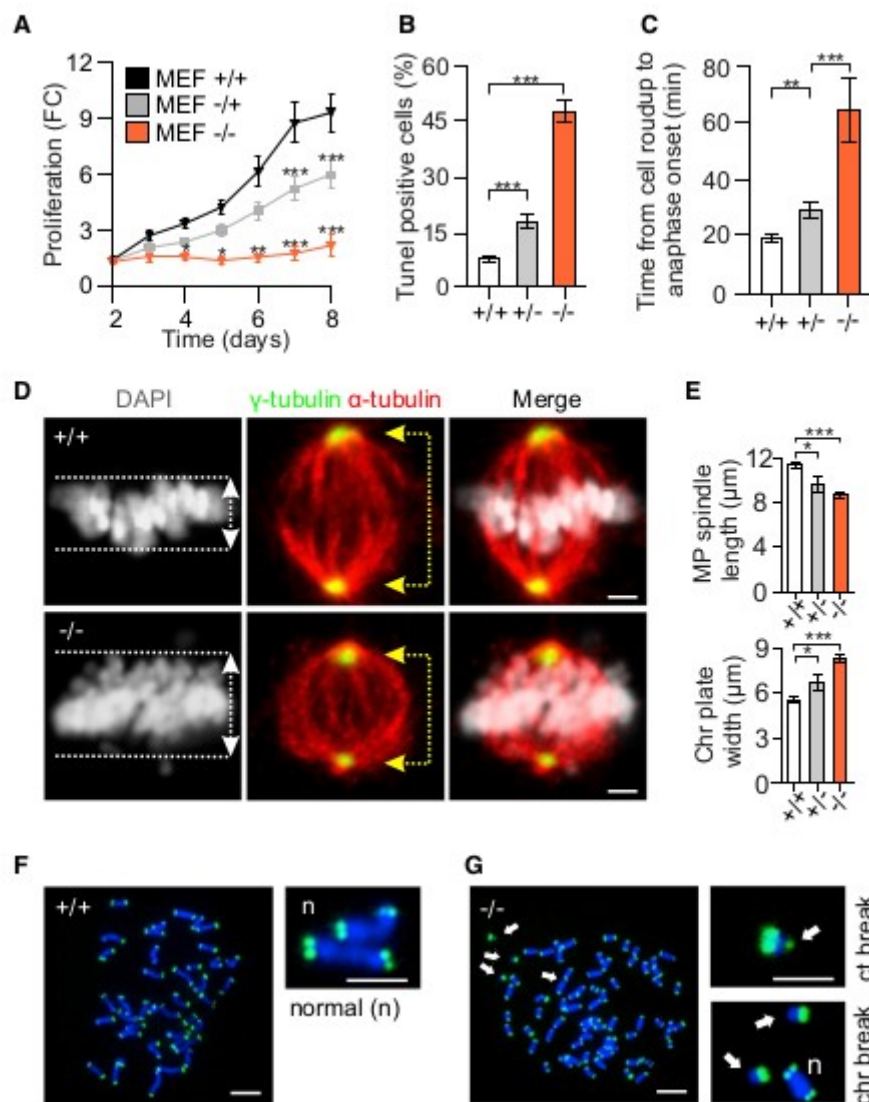 A
Proliferation (FC)
12
9
6
3
0
MEF +/+
MEF -/+
MEF -/-
*** ***
* * ** *** ***
2 4 6 8
Time (days)
B
Tunel positive cells (%)
60
45
30
15
0
***
***
+/+ +/- -/-
C
Time from cell roudup to
anaphase onset (min)
80
60
40
20
0
** ***
+/+ +/- -/-
D
DAPI γ-tubulin α-tubulin Merge
+/+
-/-
E
MP spindle
length (μm)
12
8
4
0
***
*
+/+ +/- -/-
Chr plate
width (μm)
9
6
3
0
***
*
+/+ +/- -/-
F
+/+
n
normal (n)
G
-/-
ct break
n
chr break